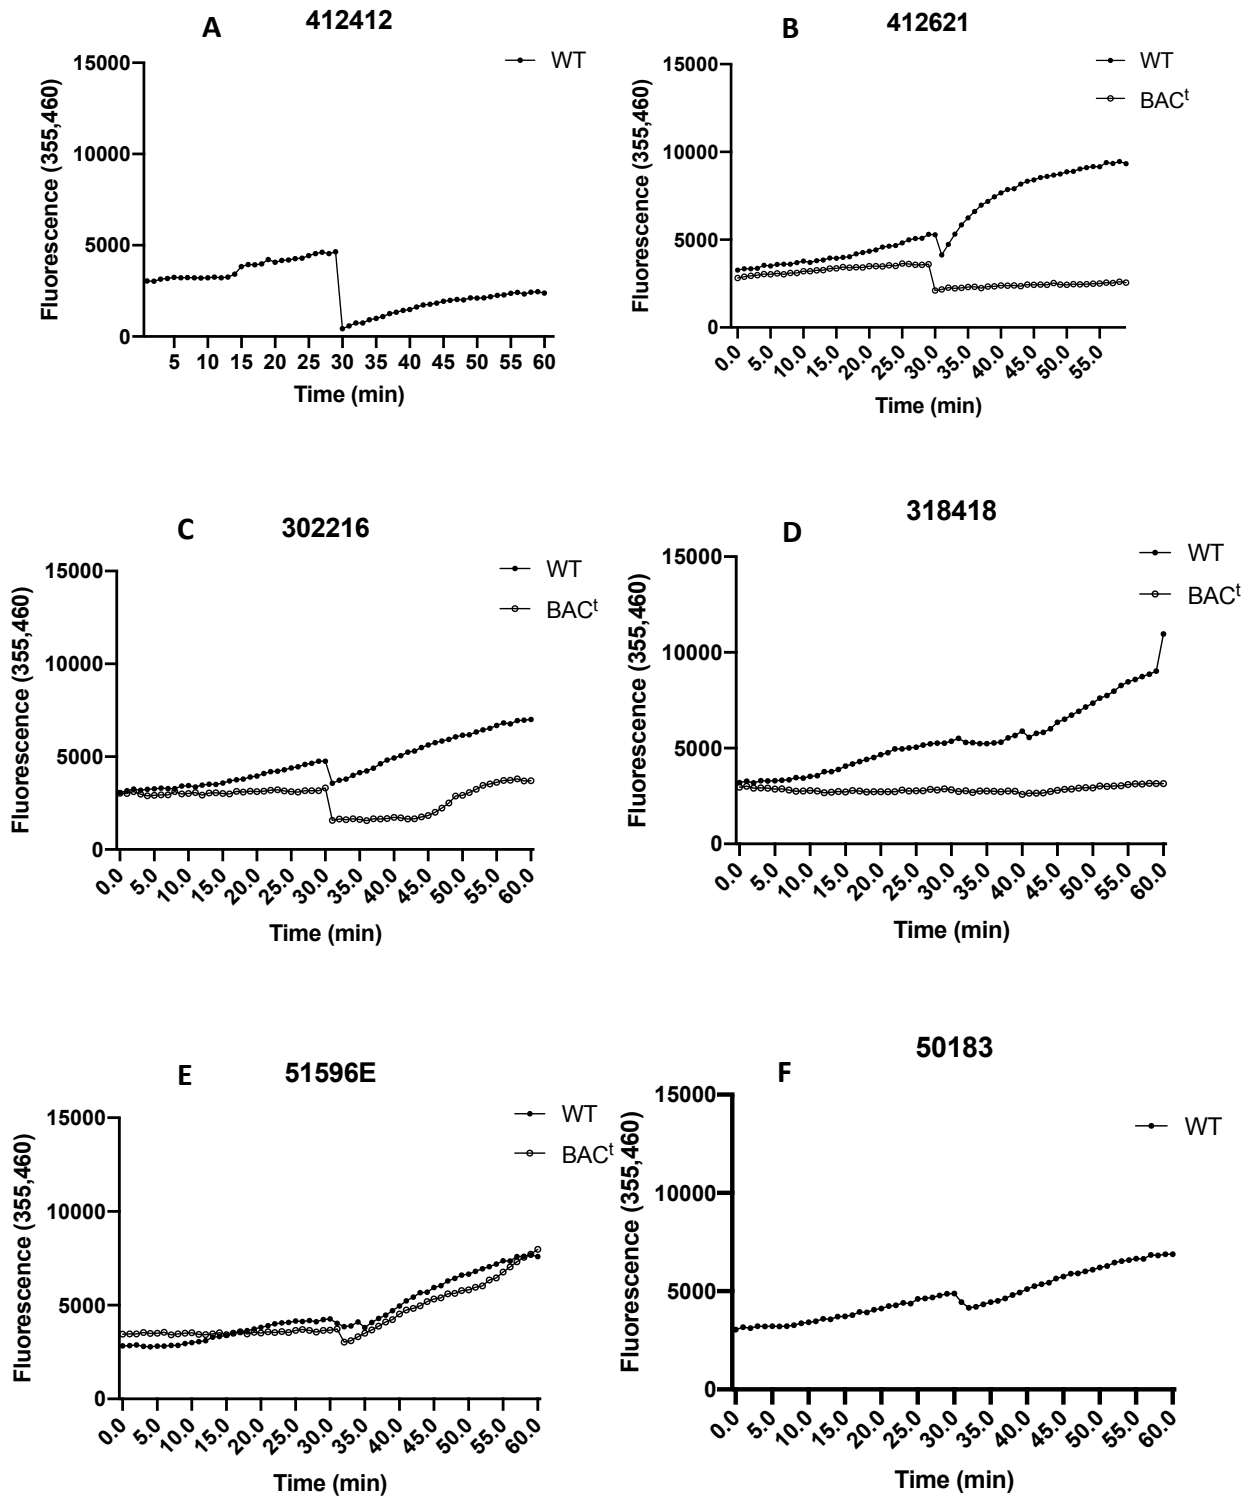 A
412412
WT
Fluorescence (355,460)
15000
10000
5000
0
5 10 15 20 25 30 35 40 45 50 55 60
Time (min)
B
412621
WT
BACt
Fluorescence (355,460)
15000
10000
5000
0
0.0 5.0 10.0 15.0 20.0 25.0 30.0 35.0 40.0 45.0 50.0 55.0
Time (min)
C
302216
WT
BACt
Fluorescence (355,460)
15000
10000
5000
0
0.0 5.0 10.0 15.0 20.0 25.0 30.0 35.0 40.0 45.0 50.0 55.0 60.0
Time (min)
D
318418
WT
BACt
Fluorescence (355,460)
15000
10000
5000
0
0.0 5.0 10.0 15.0 20.0 25.0 30.0 35.0 40.0 45.0 50.0 55.0 60.0
Time (min)
E
51596E
WT
BACt
Fluorescence (355,460)
15000
10000
5000
0
0.0 5.0 10.0 15.0 20.0 25.0 30.0 35.0 40.0 45.0 50.0 55.0 60.0
Time (min)
F
50183
WT
Fluorescence (355,460)
15000
10000
5000
0
0.0 5.0 10.0 15.0 20.0 25.0 30.0 35.0 40.0 45.0 50.0 55.0 60.0
Time (min)